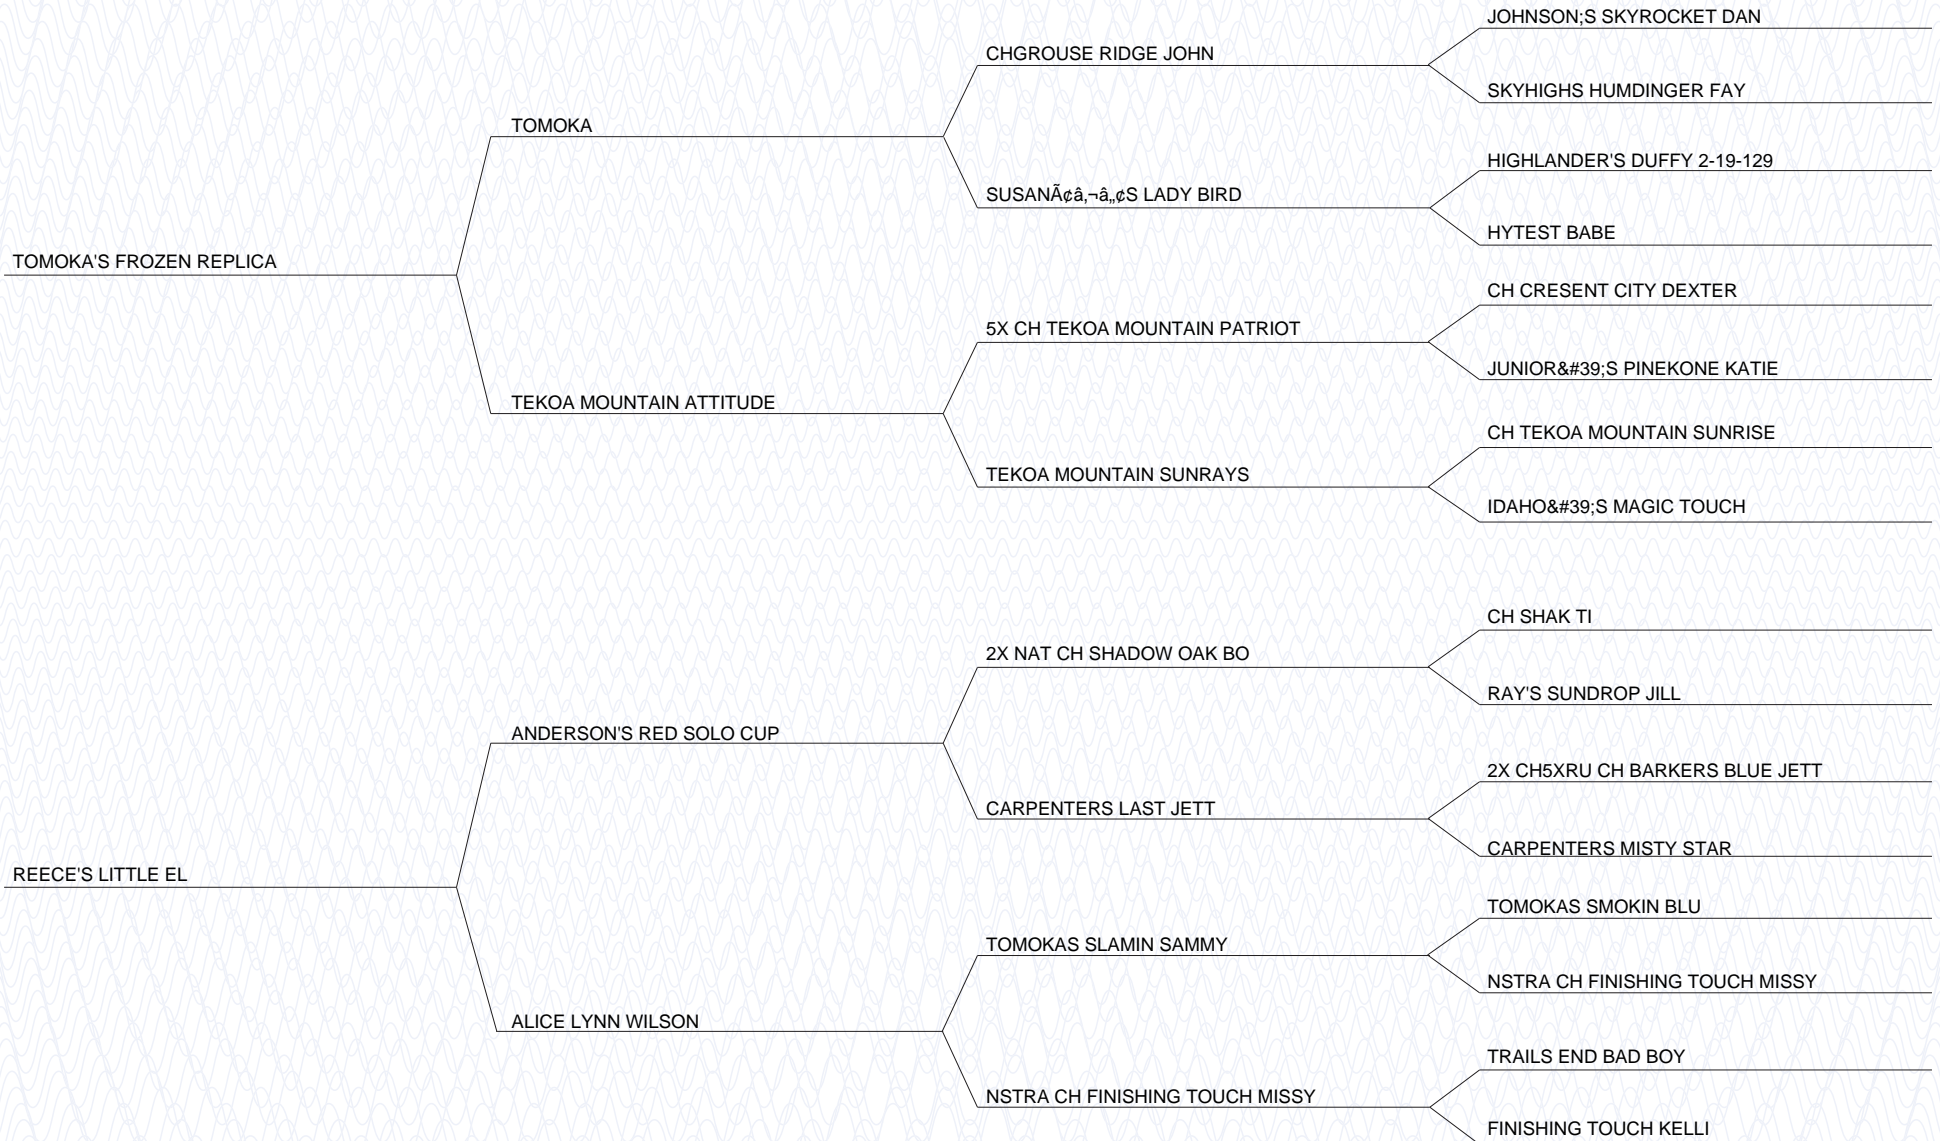 JOHNSON;S SKYROCKET DAN
CHGROUSE RIDGE JOHN
SKYHIGHS HUMDINGER FAY
TOMOKA
HIGHLANDER'S DUFFY 2-19-129
SUSANÃ¢â‚¬â„¢S LADY BIRD
HYTEST BABE
TOMOKA'S FROZEN REPLICA
CH CRESENT CITY DEXTER
5X CH TEKOA MOUNTAIN PATRIOT
JUNIOR&#39;S PINEKONE KATIE
TEKOA MOUNTAIN ATTITUDE
CH TEKOA MOUNTAIN SUNRISE
TEKOA MOUNTAIN SUNRAYS
IDAHO&#39;S MAGIC TOUCH
CH SHAK TI
2X NAT CH SHADOW OAK BO
RAY'S SUNDROP JILL
ANDERSON'S RED SOLO CUP
2X CH5XRU CH BARKERS BLUE JETT
CARPENTERS LAST JETT
CARPENTERS MISTY STAR
REECE'S LITTLE EL
TOMOKAS SMOKIN BLU
TOMOKAS SLAMIN SAMMY
NSTRA CH FINISHING TOUCH MISSY
ALICE LYNN WILSON
TRAILS END BAD BOY
NSTRA CH FINISHING TOUCH MISSY
FINISHING TOUCH KELLI